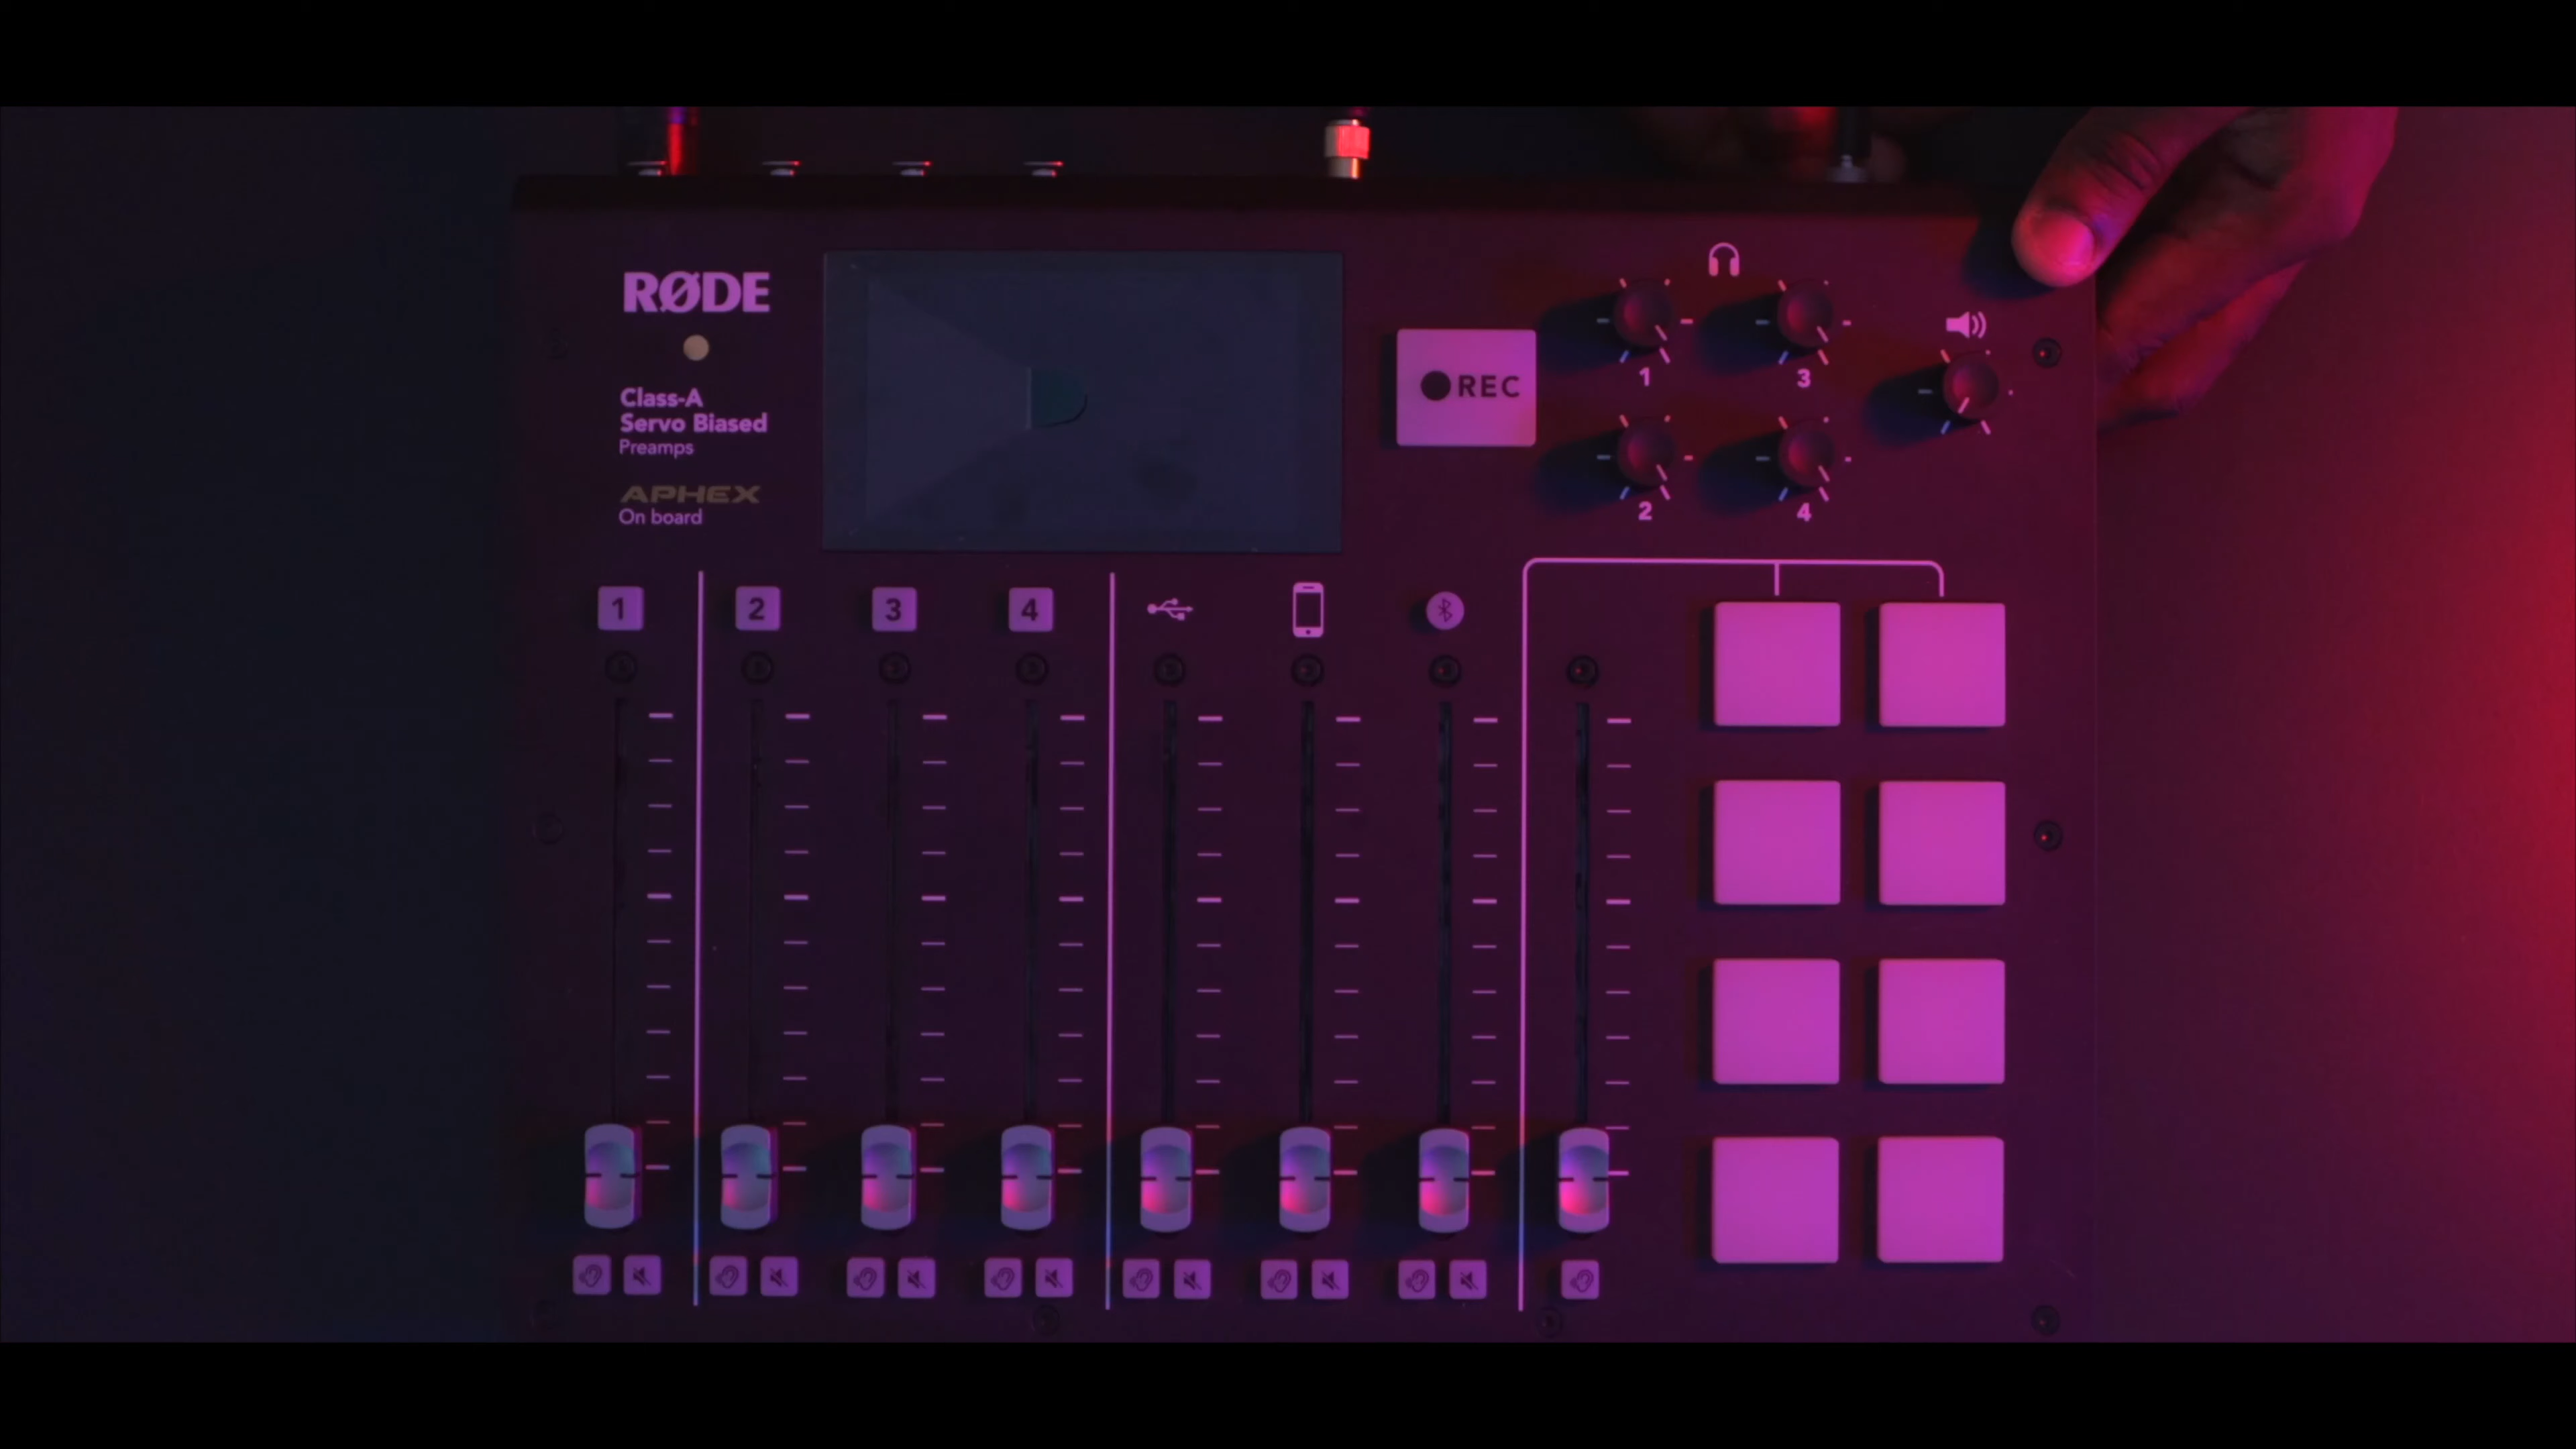 RØDE
Class-A
Servo Biased
Preamps
APHEX
On board
REC
1
3
2
4
1
2
3
4